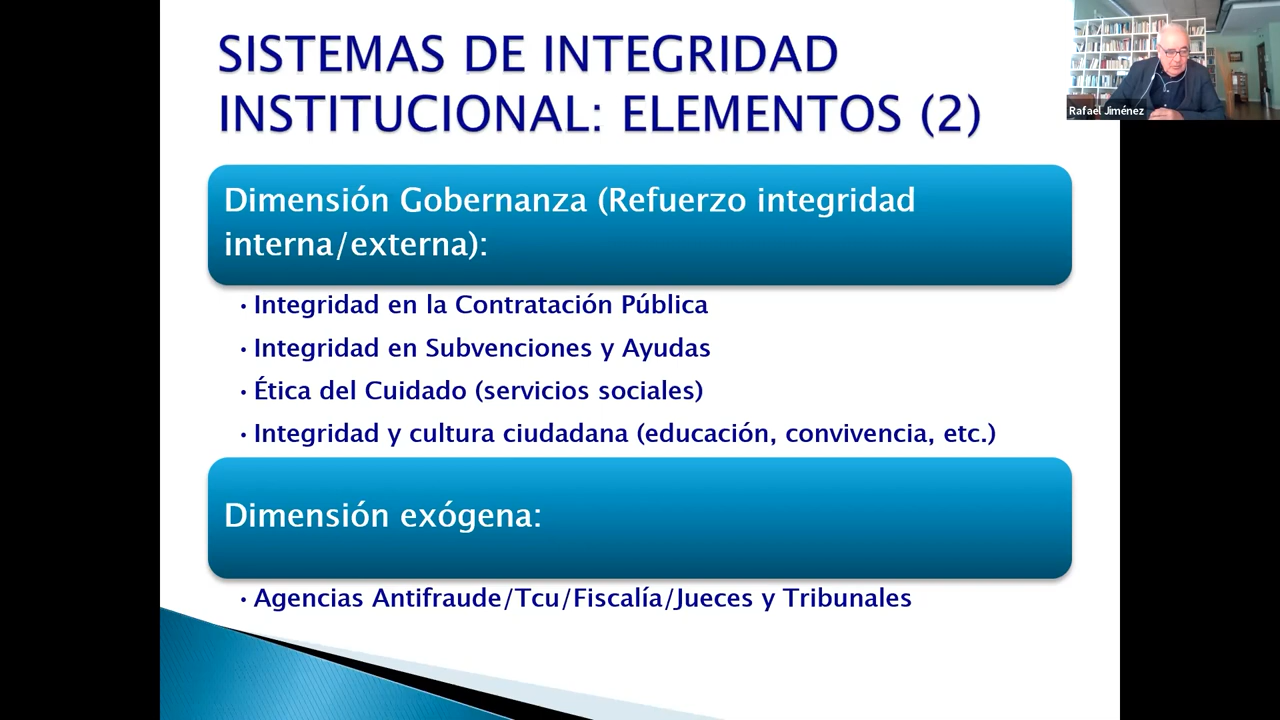 SISTEMAS DE INTEGRIDAD
INSTITUCIONAL: ELEMENTOS (2)
Rafael Jiménez
Dimensión Gobernanza (Refuerzo integridad
interna/externa):
• Integridad en la Contratación Pública
• Integridad en Subvenciones y Ayudas
• Ética del Cuidado (servicios sociales)
• Integridad y cultura ciudadana (educación, convivencia, etc.)
Dimensión exógena:
• Agencias Antifraude/Tcu/Fiscalía/Jueces y Tribunales